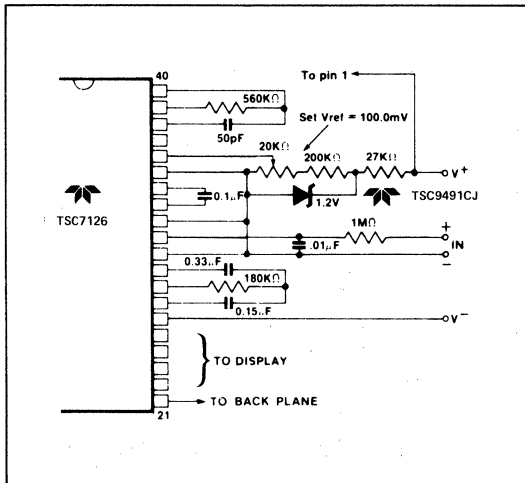 40
To pin 1
560KΩ
50pF
Set Vref = 100.0mV
20KΩ
200KΩ
27KΩ
V+
TSC9491CJ
1.2V
0.1µF
TSC7126
1MΩ
+
IN
.01µF
−
0.33µF
180KΩ
0.15µF
V−
TO DISPLAY
TO BACK PLANE
21